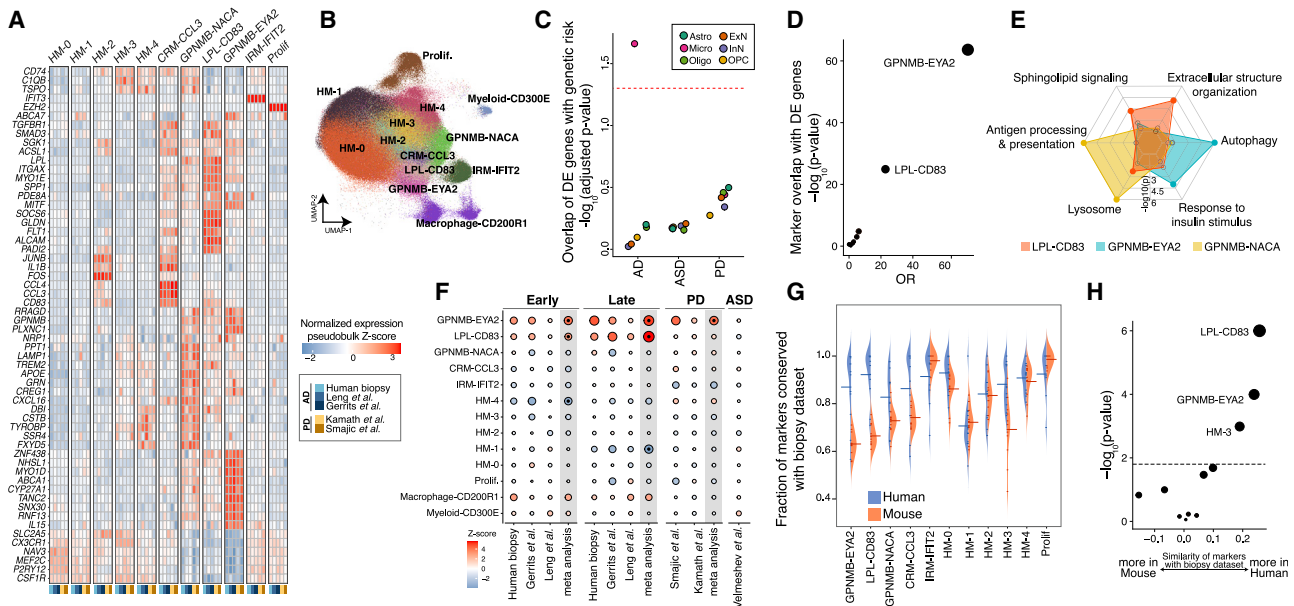 A
HM-0
HM-1
HM-2
HM-3
HM-4
CRM-CCL3
GPNMB-NACA
LPL-CD83
GPNMB-EYA2
IRM-IFIT2
Prolif
CD74
C1QB
TSPO
IFIT3
EZH2
ABCA7
TGFBR1
SMAD3
SGK1
ACSL1
LPL
ITGAX
MYO1E
SPP1
PDE8A
MITF
SOCS6
GLDN
FLT1
ALCAM
PADI2
JUNB
IL1B
FOS
CCL4
CCL3
CD83
RRAGD
GPNMB
PLXNC1
NRP1
PPT1
LAMP1
TREM2
APOE
GRN
CREG1
CXCL16
DBI
CSTB
TYROBP
SSR4
FXYD5
ZNF438
NHSL1
MYO1D
ABCA1
CYP27A1
TANC2
SNX30
RNF13
IL15
SLC2A5
CX3CR1
NAV3
MEF2C
P2RY12
CSF1R
Normalized expression
pseudobulk Z-score
−2 3
AD
Human biopsy
Leng et al.
Gerrits et al.
PD
Kamath et al.
Smajic et al.
B
Prolif.
HM-1
HM-4
Myeloid-CD300E
HM-3
HM-2
GPNMB-NACA
HM-0
CRM-CCL3
LPL-CD83
IRM-IFIT2
GPNMB-EYA2
Macrophage-CD200R1
UMAP-2
UMAP-1
C
Overlap of DE genes with genetic risk
-log10(adjusted p-value)
Astro ExN
Micro InN
Oligo OPC
1.5
1.0
0.5
0.0
AD
ASD
PD
D
Marker overlap with DE genes
−log10(p-value)
60
40
20
0
GPNMB-EYA2
LPL-CD83
0 20 40 60
OR
E
Sphingolipid signaling
Extracellular structure
organization
Antigen processing
& presentation
Autophagy
Lysosome
Response to
insulin stimulus
-log10(p)
3
4.5
6
LPL-CD83 GPNMB-EYA2 GPNMB-NACA
F
Early Late PD ASD
GPNMB-EYA2
LPL-CD83
GPNMB-NACA
CRM-CCL3
IRM-IFIT2
HM-4
HM-3
HM-2
HM-1
HM-0
Prolif.
Macrophage-CD200R1
Myeloid-CD300E
Human biopsy
Gerrits et al.
Leng et al.
meta analysis
Human biopsy
Gerrits et al.
Leng et al.
meta analysis
Smajic et al.
Kamath et al.
meta analysis
Velmeshev et al.
Z-score
5
0
−5
G
Fraction of markers conserved
with biopsy dataset
1.0
0.8
0.6
0.4
Human
Mouse
GPNMB-EYA2
LPL-CD83
GPNMB-NACA
CRM-CCL3
IRM-IFIT2
HM-0
HM-1
HM-2
HM-3
HM-4
Prolif
H
−log10(p-value)
6
4
2
0
LPL-CD83
GPNMB-EYA2
HM-3
−0.1 0.0 0.1 0.2
more in
Mouse
Similarity of markers
with biopsy dataset
more in
Human